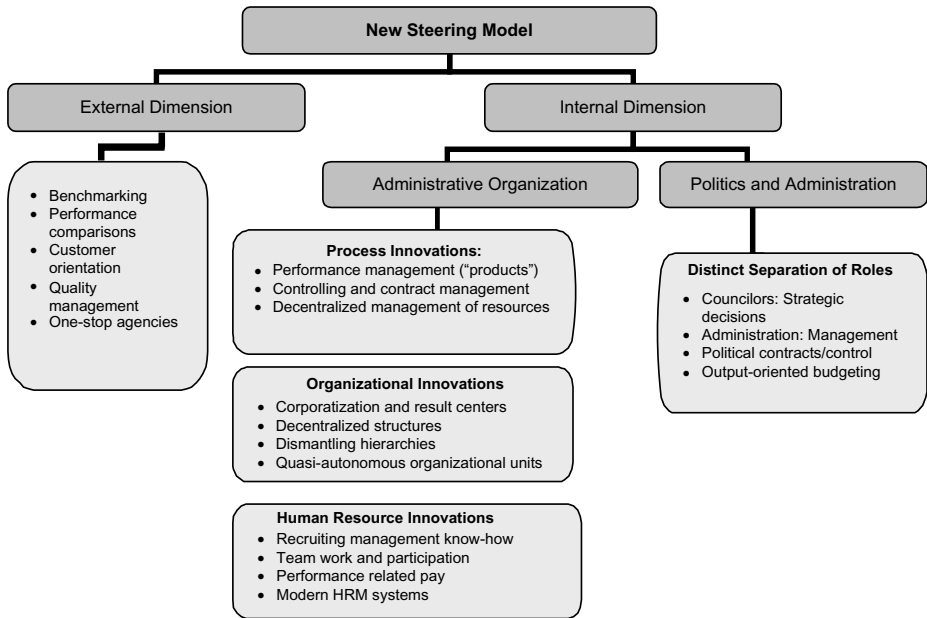 New Steering Model
External Dimension
Internal Dimension
• Benchmarking
• Performance
comparisons
• Customer
orientation
• Quality
management
• One-stop agencies
Administrative Organization
Politics and Administration
Process Innovations:
• Performance management (“products”)
• Controlling and contract management
• Decentralized management of resources
Organizational Innovations
• Corporatization and result centers
• Decentralized structures
• Dismantling hierarchies
• Quasi-autonomous organizational units
Human Resource Innovations
• Recruiting management know-how
• Team work and participation
• Performance related pay
• Modern HRM systems
Distinct Separation of Roles
• Councilors: Strategic
decisions
• Administration: Management
• Political contracts/control
• Output-oriented budgeting